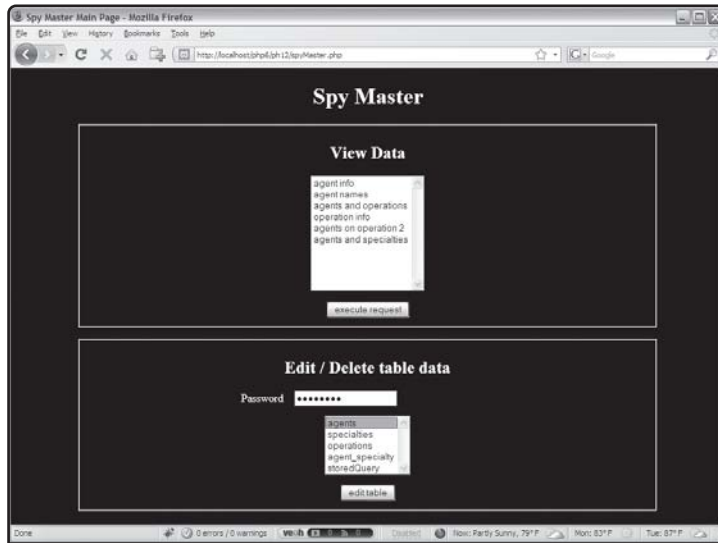 Spy Master Main Page - Mozilla Firefox
File Edit View History Bookmarks Tools Help
http://localhost/php6/ph12/spyMaster.php
Google
Spy Master
View Data
agent info
agent names
agents and operations
operation info
agents on operation 2
agents and specialties
execute request
Edit / Delete table data
Password ••••••••
agents
specialties
operations
agent_specialty
storedQuery
edit table
Done 0 errors / 0 warnings Disabled Now: Partly Sunny, 79° F Mon: 83° F Tue: 87° F